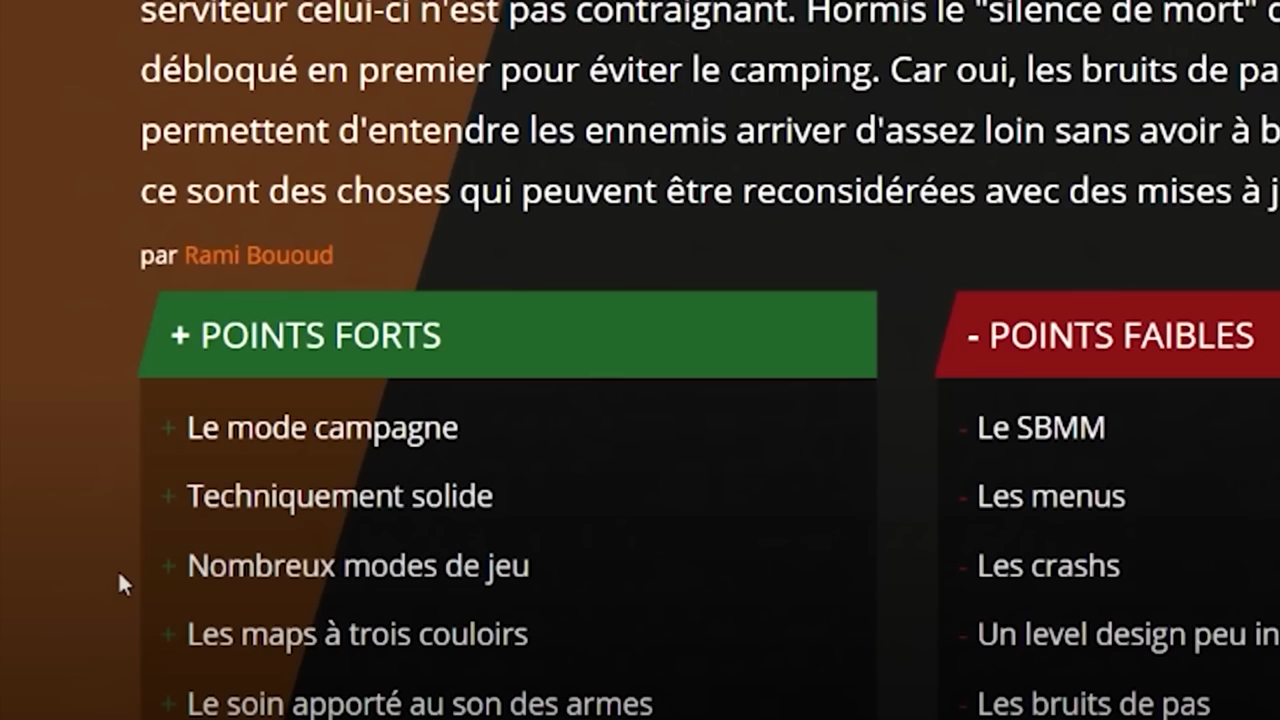 serviteur celui-ci n'est pas contraignant. Hormis le "silence de mort"
débloqué en premier pour éviter le camping. Car oui, les bruits de pa
permettent d'entendre les ennemis arriver d'assez loin sans avoir à b
ce sont des choses qui peuvent être reconsidérées avec des mises à j
par Rami Bououd
+ POINTS FORTS
+ Le mode campagne
+ Techniquement solide
+ Nombreux modes de jeu
+ Les maps à trois couloirs
+ Le soin apporté au son des armes
- POINTS FAIBLES
- Le SBMM
- Les menus
- Les crashs
- Un level design peu in
- Les bruits de pas